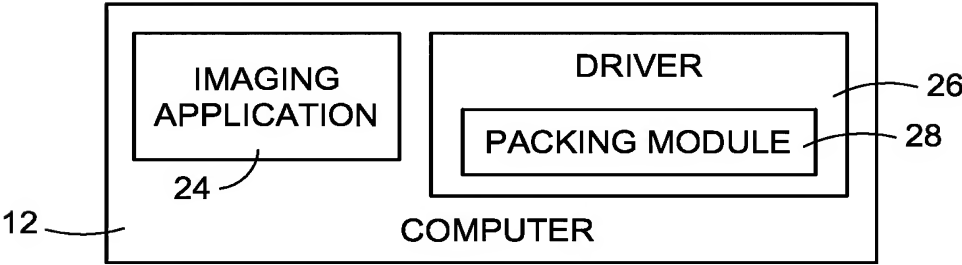 IMAGING
APPLICATION
24
DRIVER
26
PACKING MODULE
28
12
COMPUTER